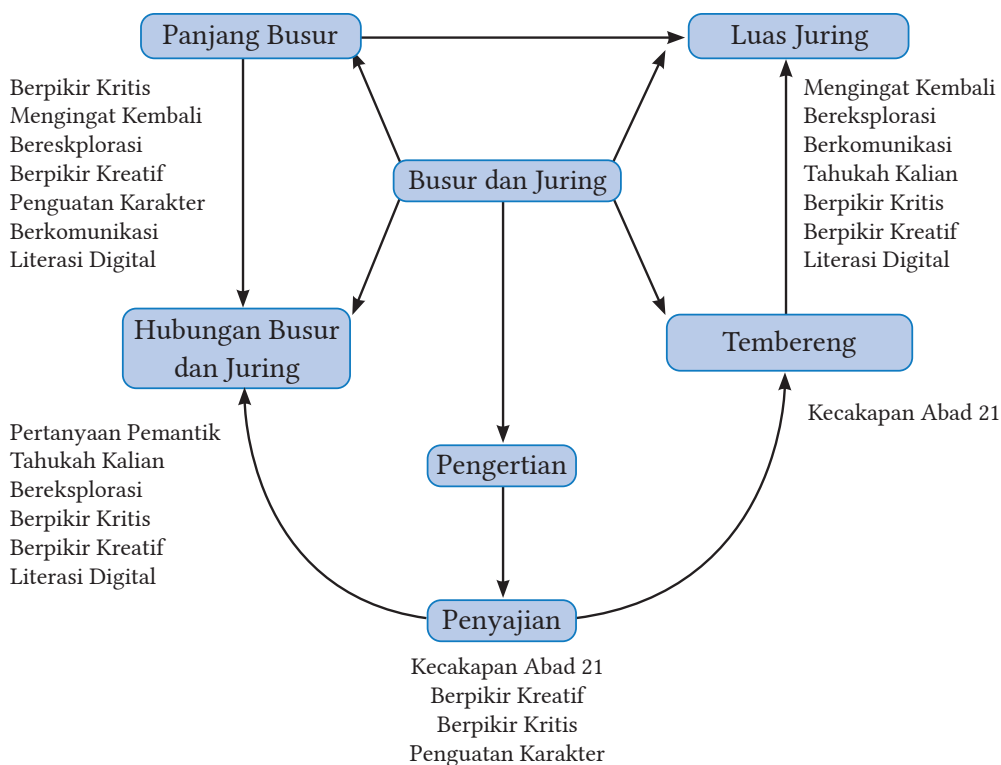 Panjang Busur
Luas Juring
Berpikir Kritis
Mengingat Kembali
Bereskplorasi
Berpikir Kreatif
Penguatan Karakter
Berkomunikasi
Literasi Digital
Mengingat Kembali
Bereksplorasi
Berkomunikasi
Tahukah Kalian
Berpikir Kritis
Berpikir Kreatif
Literasi Digital
Busur dan Juring
Hubungan Busur
dan Juring
Tembereng
Kecakapan Abad 21
Pertanyaan Pemantik
Tahukah Kalian
Bereksplorasi
Berpikir Kritis
Berpikir Kreatif
Literasi Digital
Pengertian
Penyajian
Kecakapan Abad 21
Berpikir Kreatif
Berpikir Kritis
Penguatan Karakter